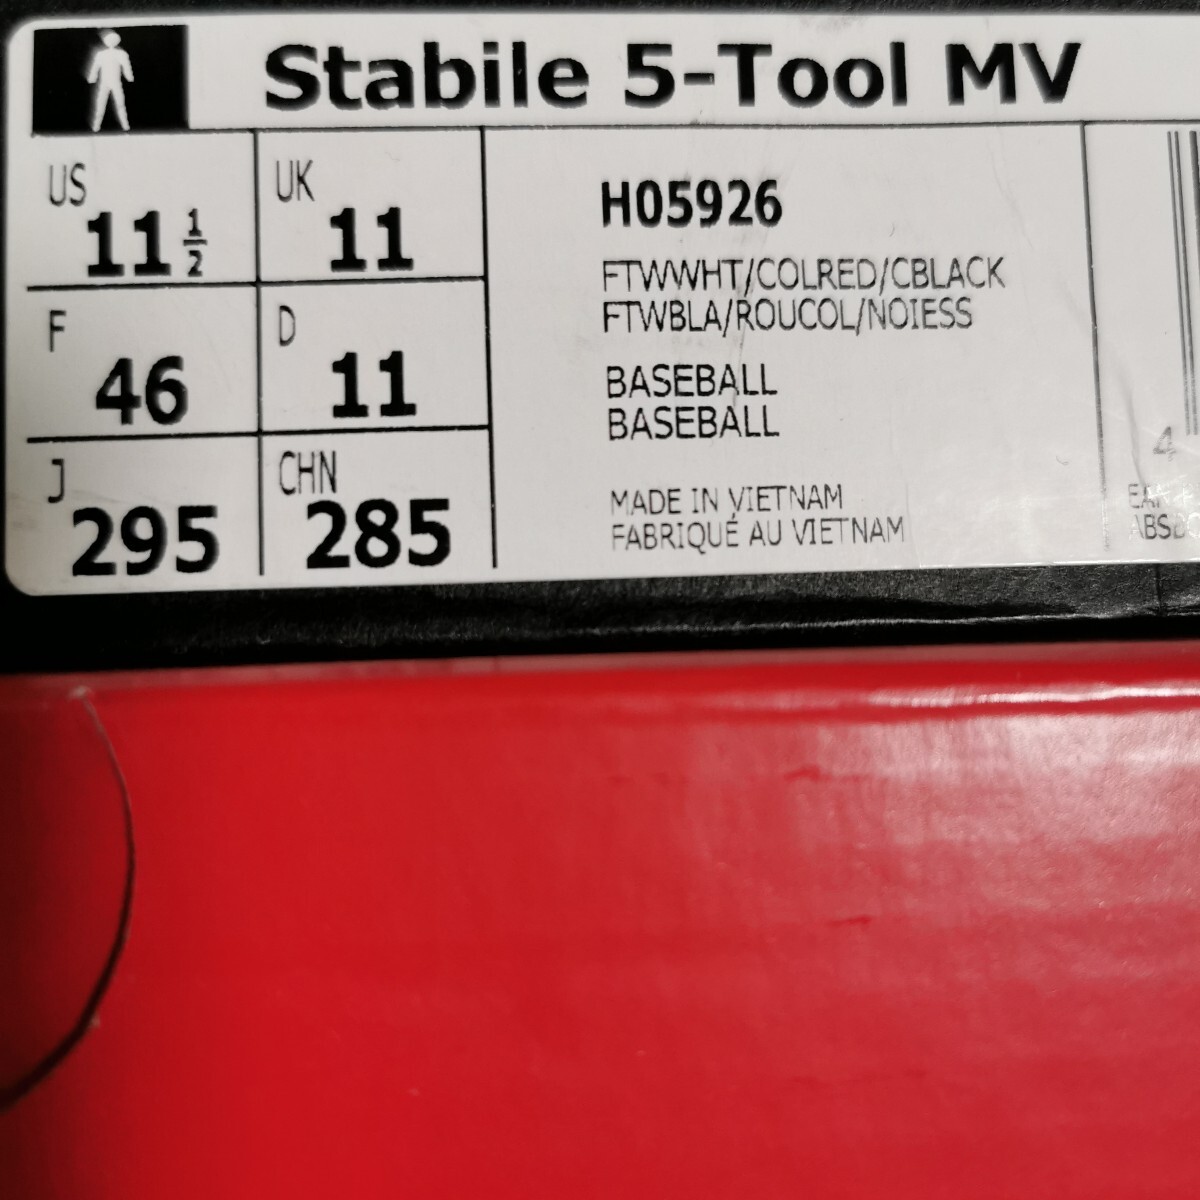 Stabile 5-Tool MV
US 11 1/2
UK 11
F 46
D 11
J 295
CHN 285
H05926
FTWWHT/COLRED/CBLACK
FTWBLA/ROUCOL/NOIESS
BASEBALL
BASEBALL
MADE IN VIETNAM
FABRIQUÉ AU VIETNAM
4